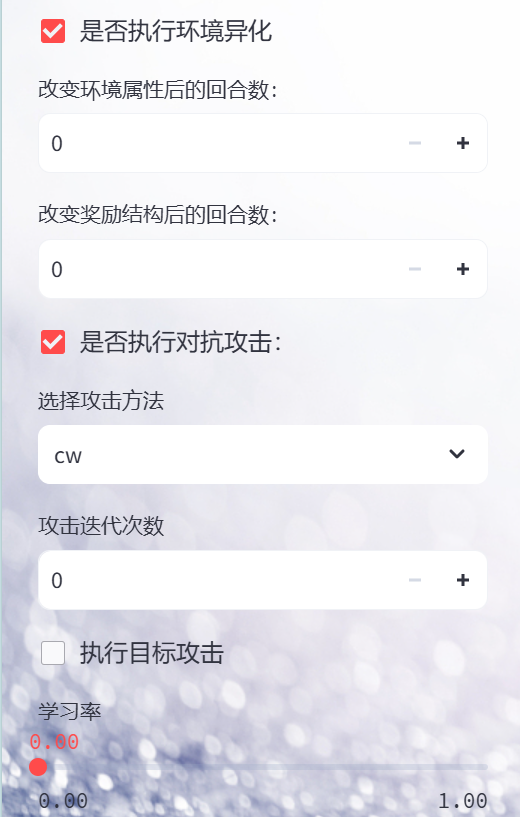 是否执行环境异化
改变环境属性后的回合数：
0
改变奖励结构后的回合数：
0
是否执行对抗攻击：
选择攻击方法
cw
攻击迭代次数
0
执行目标攻击
学习率
0.00
0.00 1.00